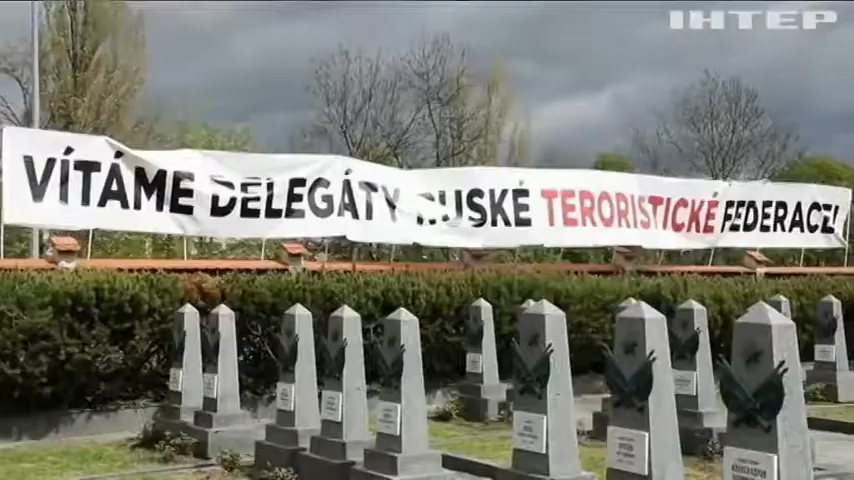 ІНТЕР
VÍTÁME DELEGÁTY RUSKÉ TERORISTICKÉ FEDERACE!